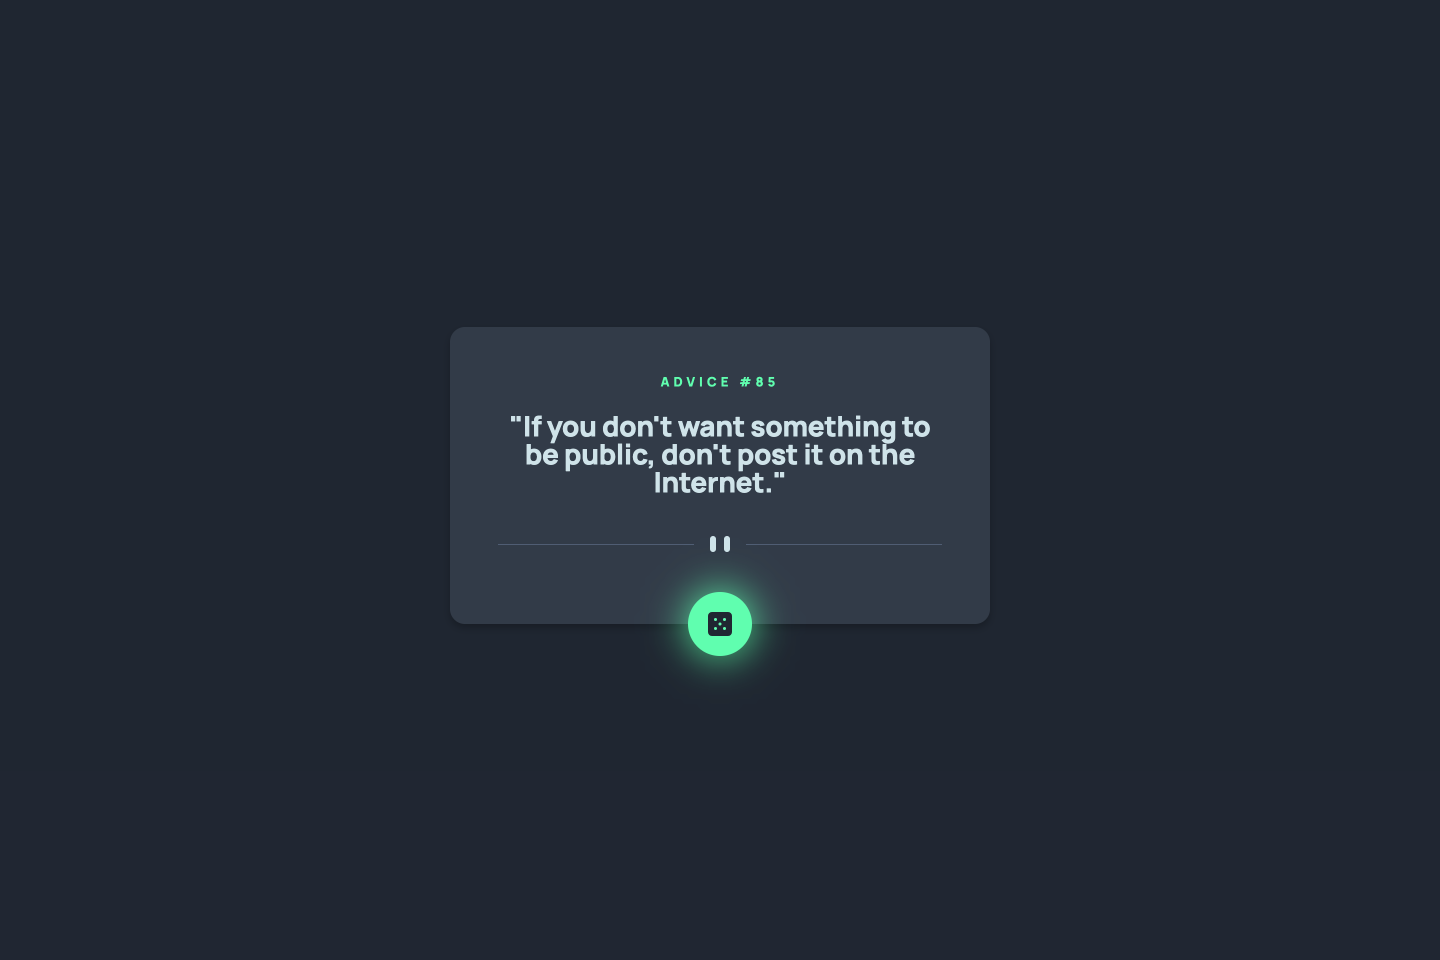 ADVICE #85
"If you don't want something to
be public, don't post it on the
Internet."